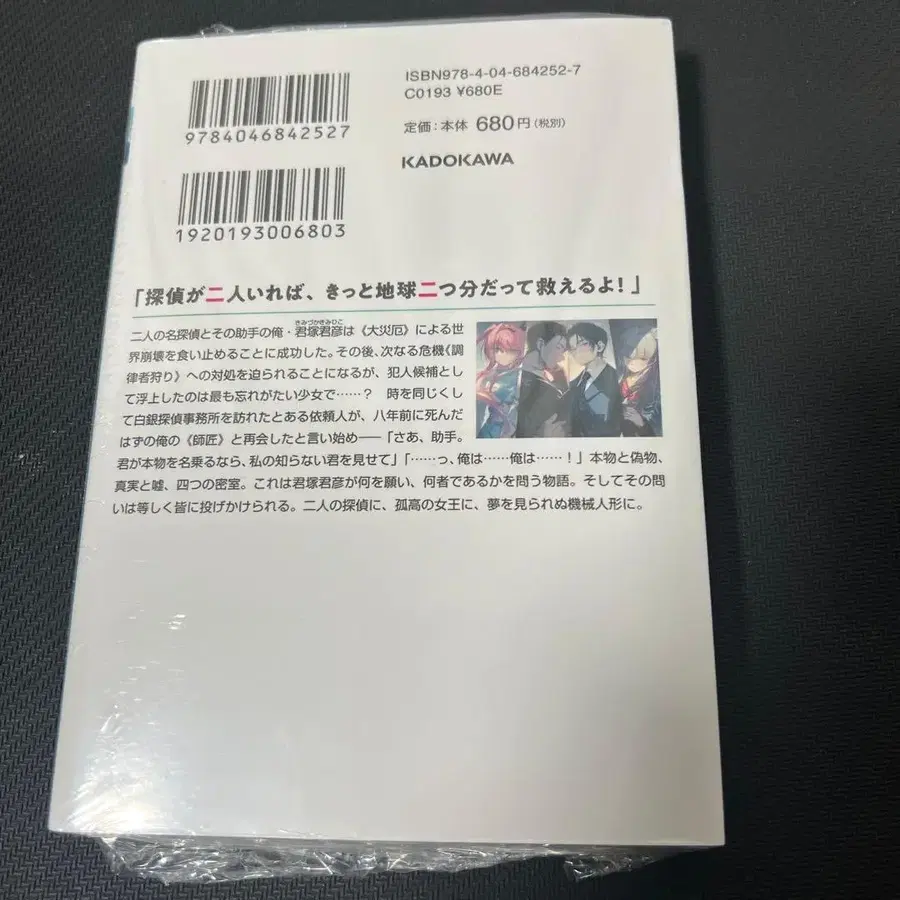 ISBN978-4-04-684252-7
C0193 ¥680E
定価:本体 680円(税別)
KADOKAWA
9784046842527
1920193006803
「探偵が二人いれば、きっと地球二つ分だって救えるよ!」
きみづかきみひこ
二人の名探偵とその助手の俺・君塚君彦は《大災厄》による世
界崩壊を食い止めることに成功した。その後、次なる危機《調
律者狩り》への対処を迫られることになるが、犯人候補とし
て浮上したのは最も忘れがたい少女で……? 時を同じくし
て白銀探偵事務所を訪れたとある依頼人が、八年前に死んだ
はずの俺の《師匠》と再会したと言い始め──「さあ、助手。
君が本物を名乗るなら、私の知らない君を見せて」「……っ、俺は……俺は……!」本物と偽物、
真実と嘘、四つの密室。これは君塚君彦が何を願い、何者であるかを問う物語。そしてその問
いは等しく皆に投げかけられる。二人の探偵に、孤高の女王に、夢を見られぬ機械人形に。